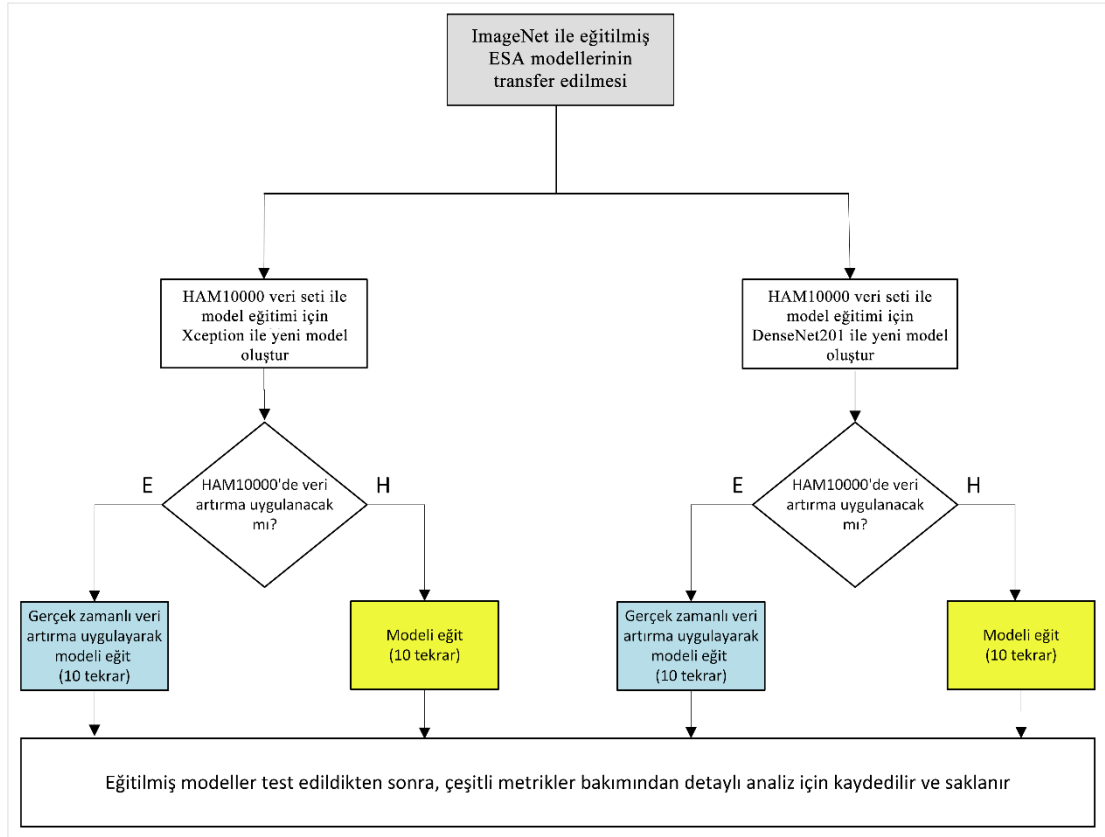 ImageNet ile eğitilmiş
ESA modellerinin
transfer edilmesi
HAM10000 veri seti ile
model eğitimi için
Xception ile yeni model
oluştur
HAM10000 veri seti ile
model eğitimi için
DenseNet201 ile yeni model
oluştur
E
HAM10000'de veri
artırma uygulanacak
mı?
H
E
HAM10000'de veri
artırma uygulanacak
mı?
H
Gerçek zamanlı veri
artırma uygulayarak
modeli eğit
(10 tekrar)
Modeli eğit
(10 tekrar)
Gerçek zamanlı veri
artırma uygulayarak
modeli eğit
(10 tekrar)
Modeli eğit
(10 tekrar)
Eğitilmiş modeller test edildikten sonra, çeşitli metrikler bakımından detaylı analiz için kaydedilir ve saklanır